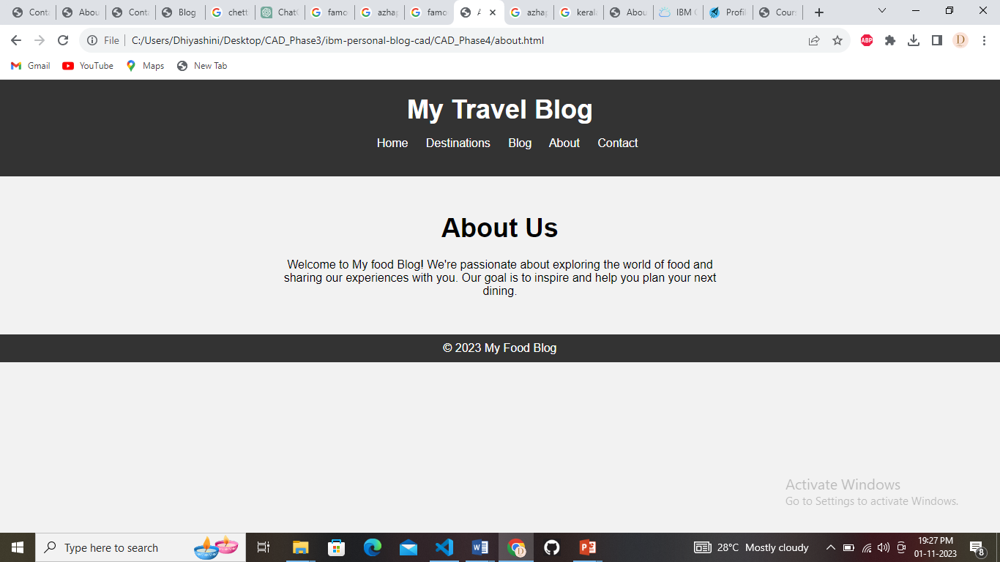 Conta
Abou
Conta
Blog
chetti
ChatG
famo
azhap
famo
A
azhap
kerala
Abou
IBM C
Profil
Cours
File
C:/Users/Dhiyashini/Desktop/CAD_Phase3/ibm-personal-blog-cad/CAD_Phase4/about.html
ABP
D
Gmail
YouTube
Maps
New Tab
My Travel Blog
Home Destinations Blog About Contact
About Us
Welcome to My food Blog! We're passionate about exploring the world of food and
sharing our experiences with you. Our goal is to inspire and help you plan your next
dining.
© 2023 My Food Blog
Activate Windows
Go to Settings to activate Windows.
Type here to search
28°C Mostly cloudy
19:27 PM
01-11-2023
8